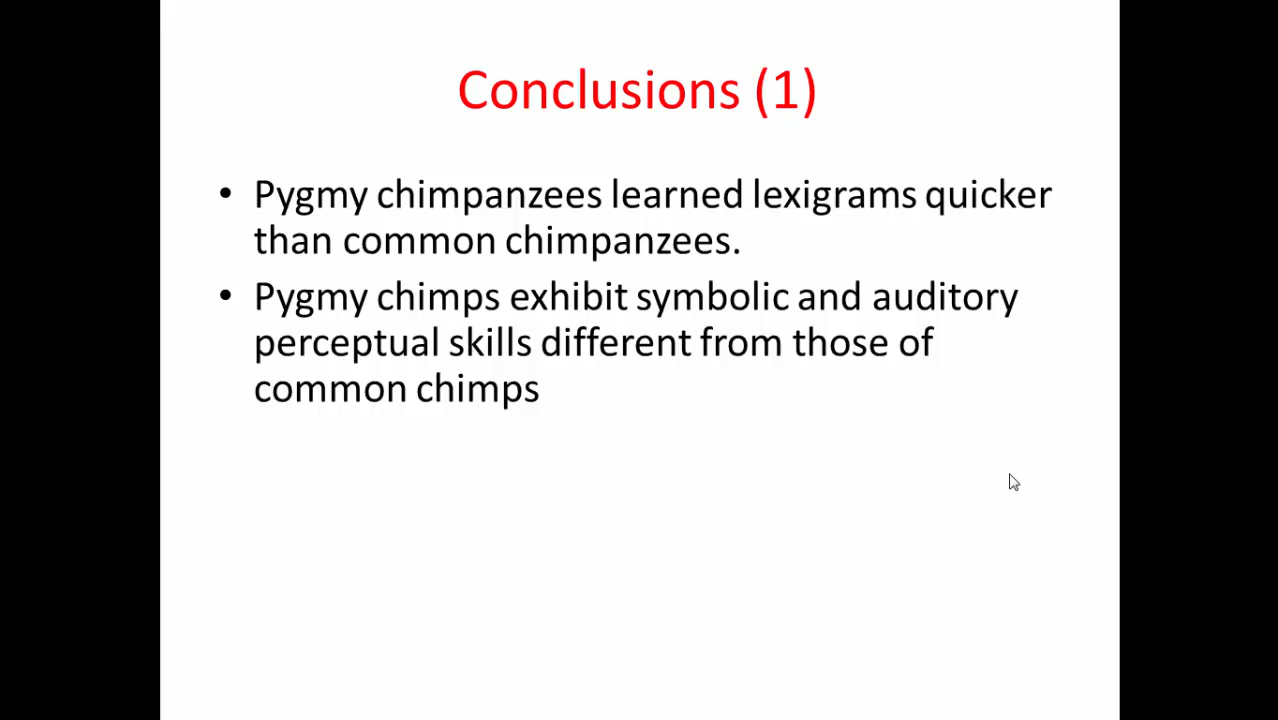 Conclusions (1)
• Pygmy chimpanzees learned lexigrams quicker
than common chimpanzees.
• Pygmy chimps exhibit symbolic and auditory
perceptual skills different from those of
common chimps